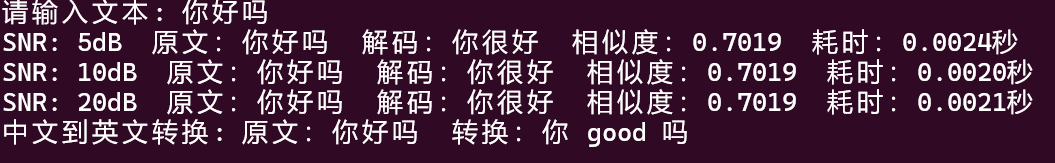 请输入文本: 你好吗
SNR: 5dB  原文: 你好吗  解码: 你很好  相似度: 0.7019  耗时: 0.0024秒
SNR: 10dB  原文: 你好吗  解码: 你很好  相似度: 0.7019  耗时: 0.0020秒
SNR: 20dB  原文: 你好吗  解码: 你很好  相似度: 0.7019  耗时: 0.0021秒
中文到英文转换: 原文: 你好吗  转换: 你 good 吗